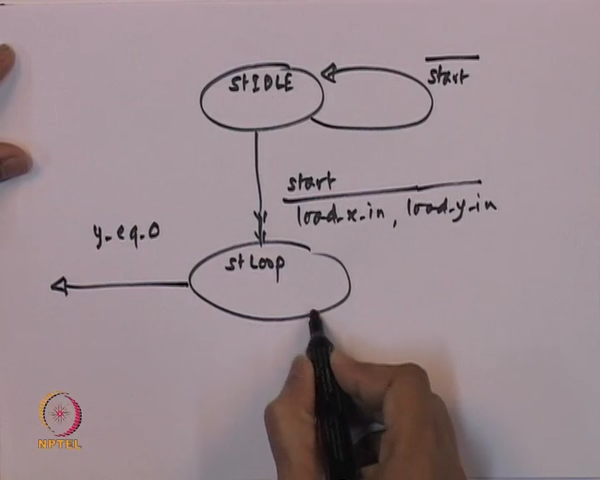 stIDLE
start
start
load-x-in, load-y-in
y-eq-0
stLoop
NPTEL